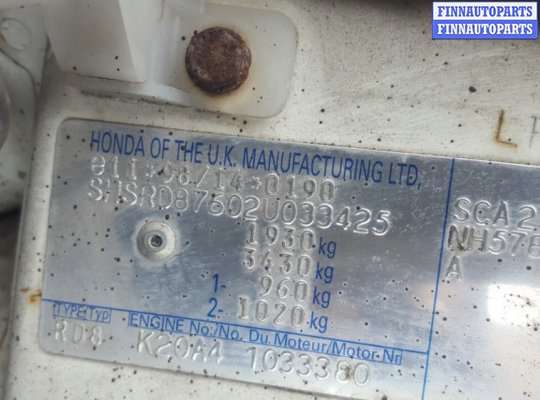 FINNAUTOPARTS
FINNAUTOPARTS
HONDA OF THE U.K. MANUFACTURING LTD.
e11*98/14*0190
SHSRD87602U033425
1930 kg
3430 kg
1- 960 kg
2- 1020 kg
SCA2
NH578
A
TYPE/TYP ENGINE No:/No. Du Moteur/Motor-Nr
RD8 K20A4 1033380